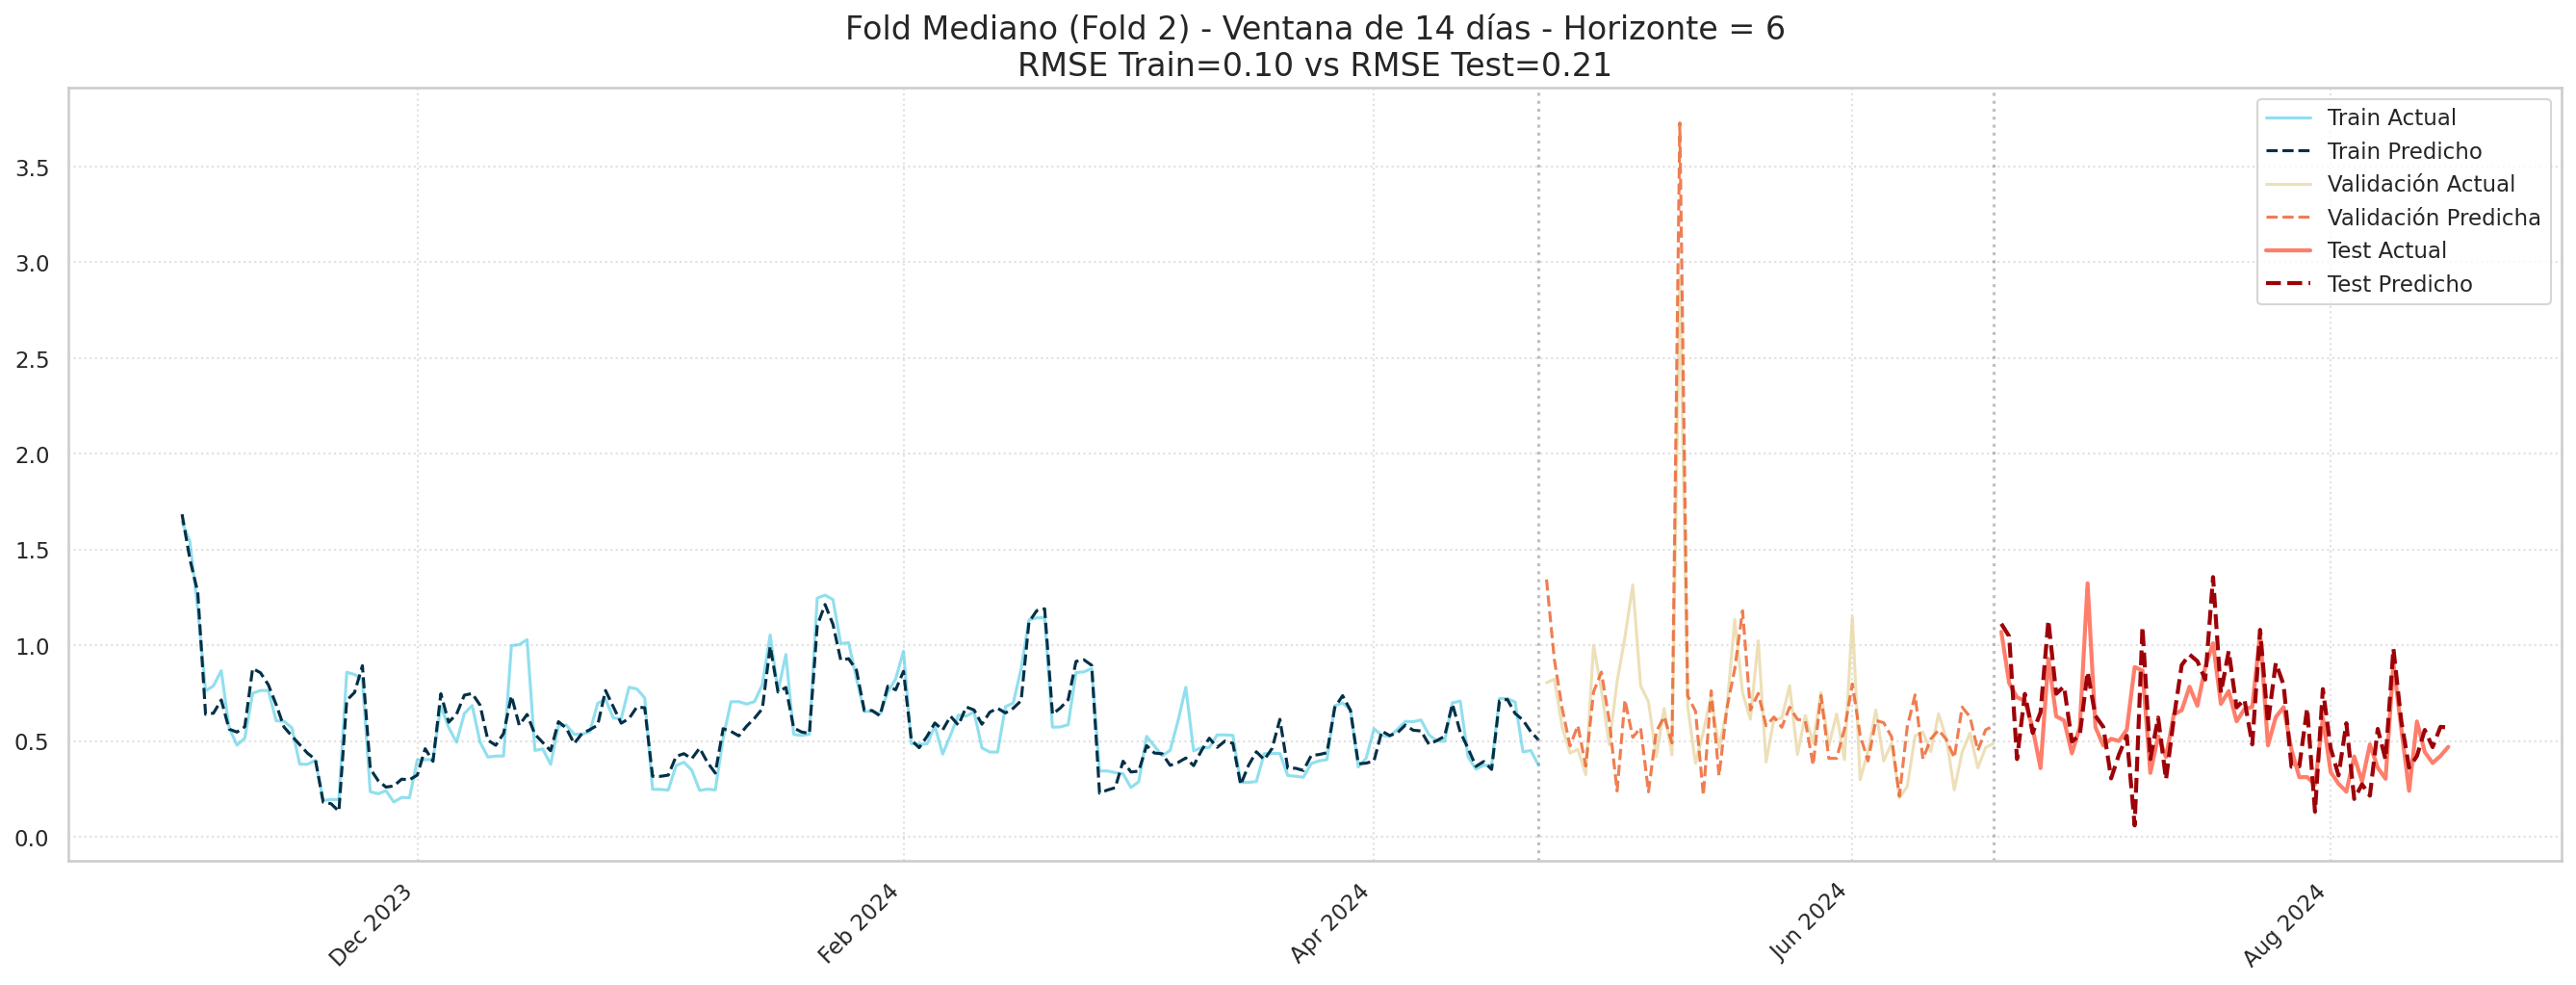 Fold Mediano (Fold 2) - Ventana de 14 días - Horizonte = 6
RMSE Train=0.10 vs RMSE Test=0.21
Train Actual
Train Predicho
Validación Actual
Validación Predicha
Test Actual
Test Predicho
3.5
3.0
2.5
2.0
1.5
1.0
0.5
0.0
Dec 2023
Feb 2024
Apr 2024
Jun 2024
Aug 2024